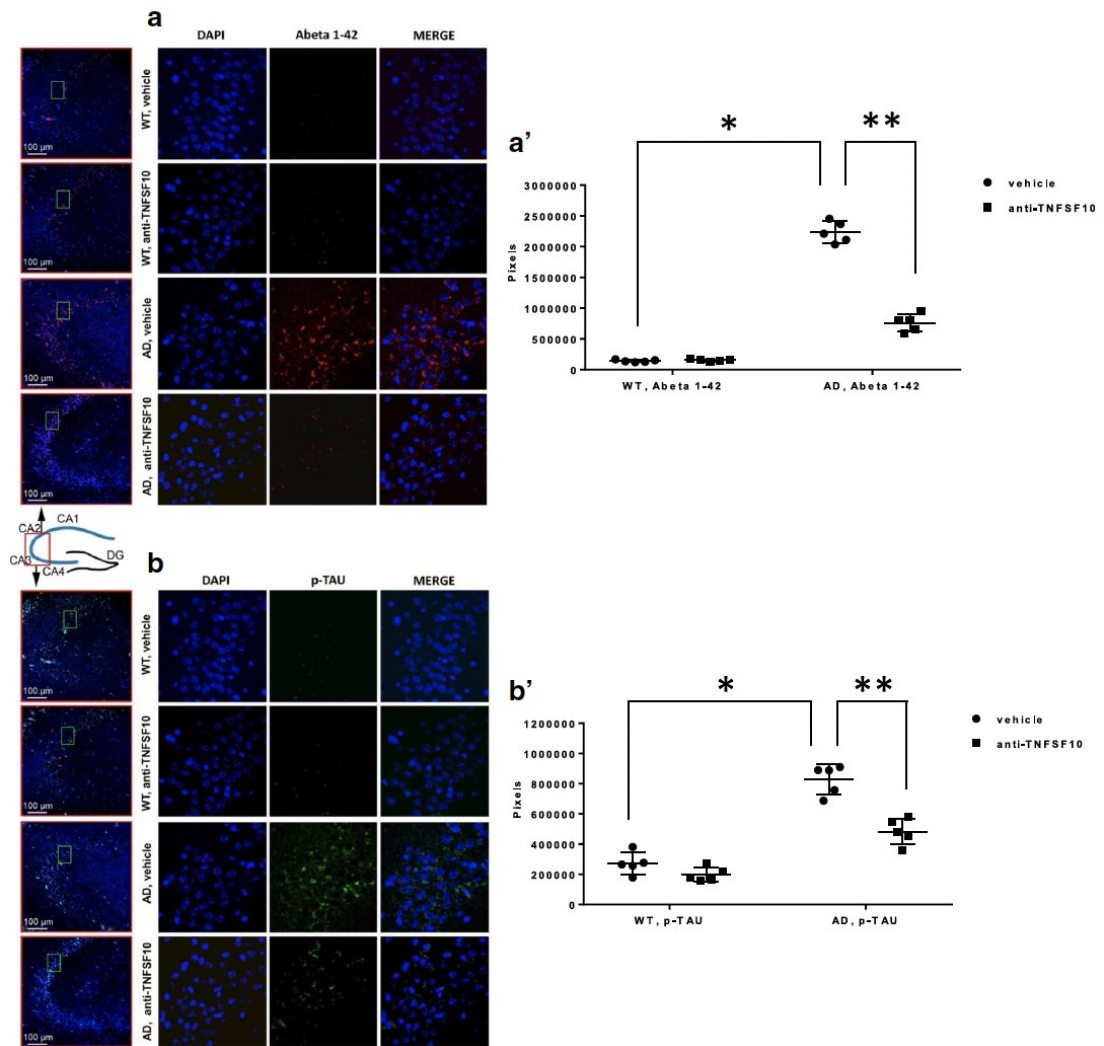 a
DAPI Abeta 1-42 MERGE
WT, vehicle
100 µm
WT, anti-TNFSF10
100 µm
AD, vehicle
100 µm
AD, anti-TNFSF10
100 µm
a'
* **
vehicle
anti-TNFSF10
Pixels
3000000
2500000
2000000
1500000
1000000
500000
0
WT, Abeta 1-42 AD, Abeta 1-42
CA1
CA2
DG
CA3
CA4
b
DAPI p-TAU MERGE
WT, vehicle
100 µm
WT, anti-TNFSF10
100 µm
AD, vehicle
100 µm
AD, anti-TNFSF10
100 µm
b'
* **
vehicle
anti-TNFSF10
Pixels
1200000
1000000
800000
600000
400000
200000
0
WT, p-TAU AD, p-TAU